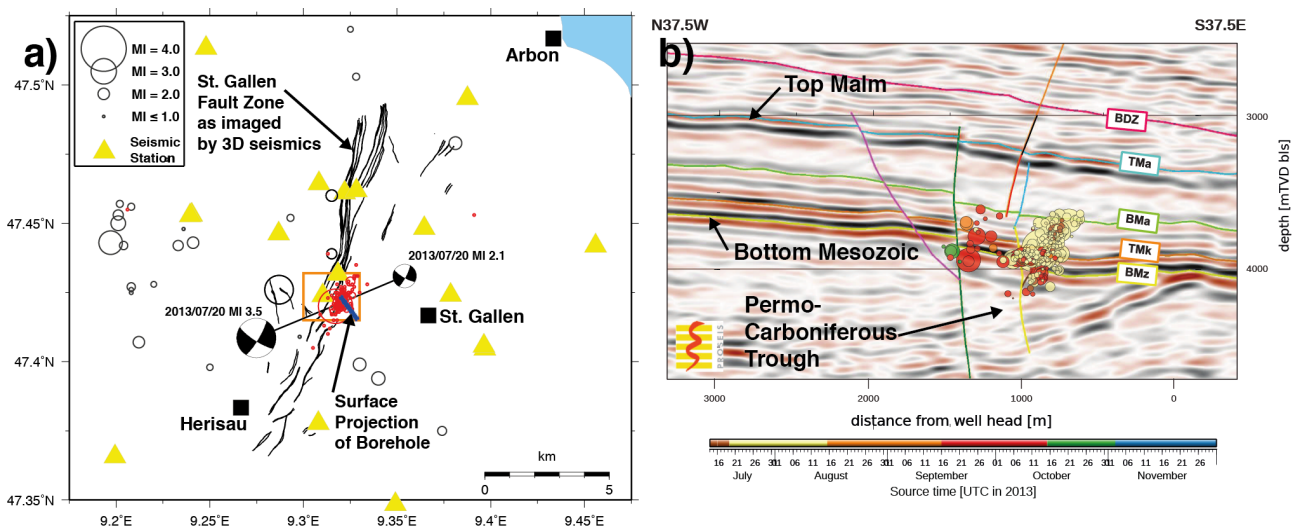 a)
Ml = 4.0
Ml = 3.0
Ml = 2.0
Ml ≤ 1.0
Seismic
Station
St. Gallen
Fault Zone
as imaged
by 3D seismics
Arbon
2013/07/20 Ml 2.1
2013/07/20 Ml 3.5
St. Gallen
Herisau
Surface
Projection
of Borehole
km
0 5
47.5°N
47.45°N
47.4°N
47.35°N
9.2°E 9.25°E 9.3°E 9.35°E 9.4°E 9.45°E
N37.5W S37.5E
b)
Top Malm
BDZ
TMa
BMa
TMk
BMz
Bottom Mesozoic
Permo-
Carboniferous
Trough
PROSEIS
3000
4000
depth [mTVD bls]
3000 2000 1000 0
distance from well head [m]
16 21 26 31 06 11 16 21 26 31 06 11 16 21 26 01 06 11 16 21 26 31 06 11 16 21 26
July August September October November
Source time [UTC in 2013]